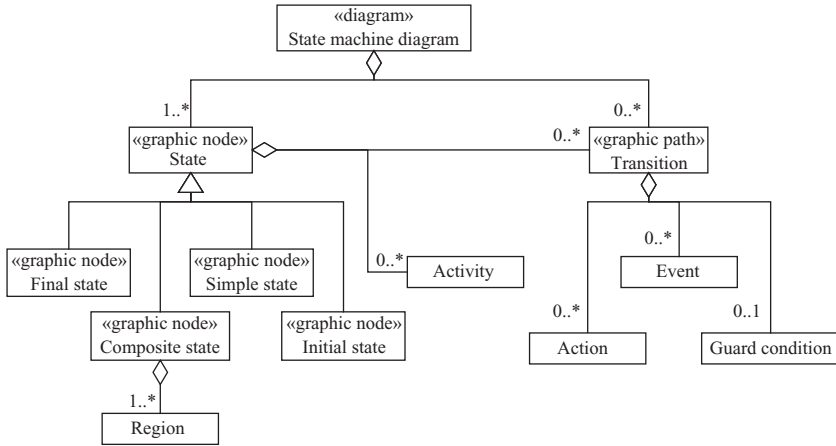 «diagram»
State machine diagram
1..*
0..*
«graphic node»
State
0..*
«graphic path»
Transition
«graphic node»
Final state
«graphic node»
Simple state
0..*
Activity
0..*
Event
«graphic node»
Composite state
«graphic node»
Initial state
0..*
Action
0..1
Guard condition
1..*
Region